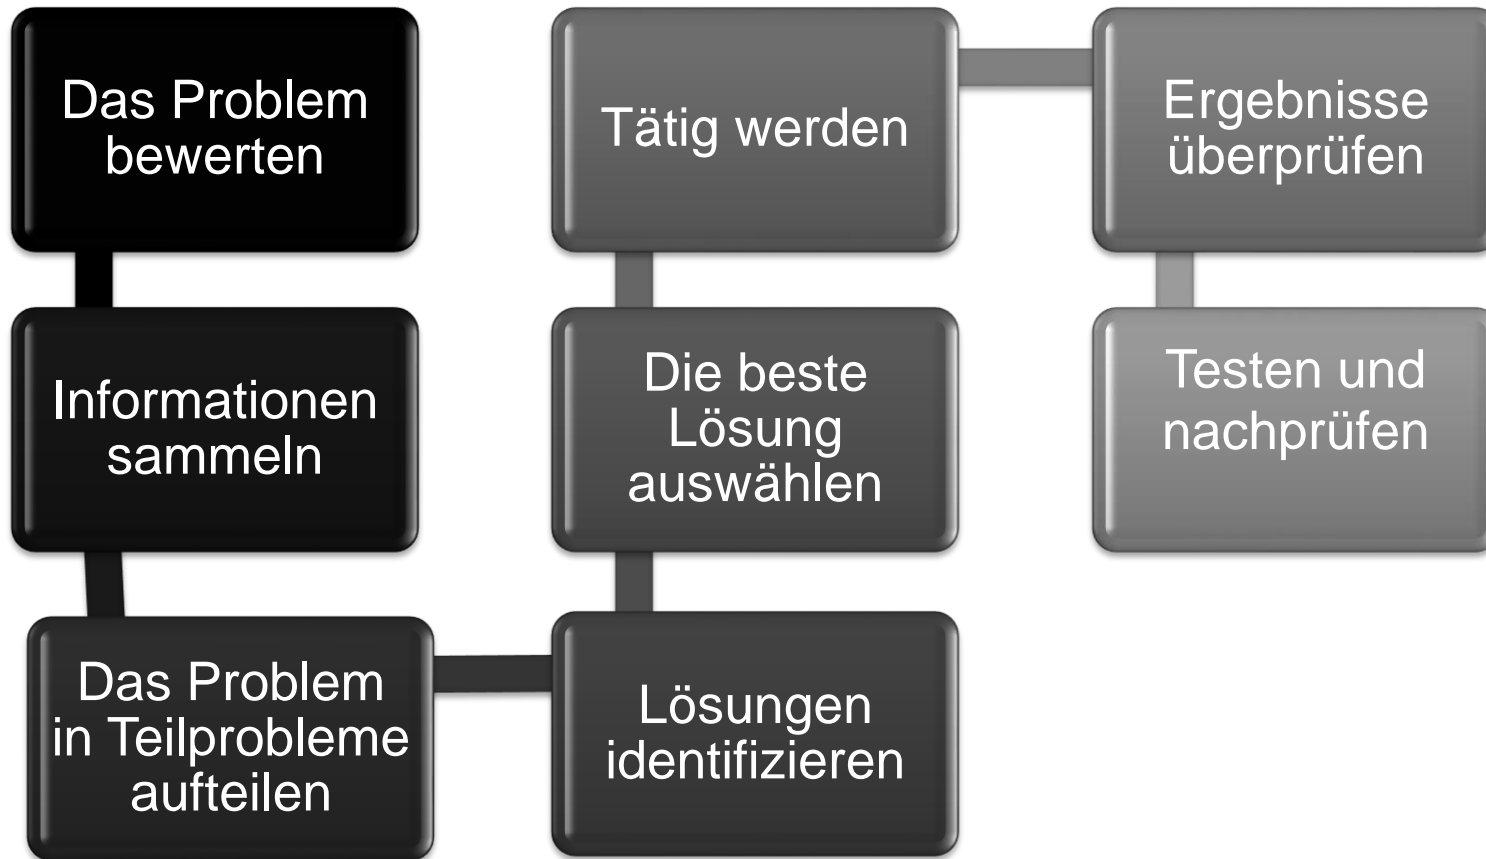 Das Problem
bewerten
Informationen
sammeln
Das Problem
in Teilprobleme
aufteilen
Lösungen
identifizieren
Die beste
Lösung
auswählen
Tätig werden
Ergebnisse
überprüfen
Testen und
nachprüfen